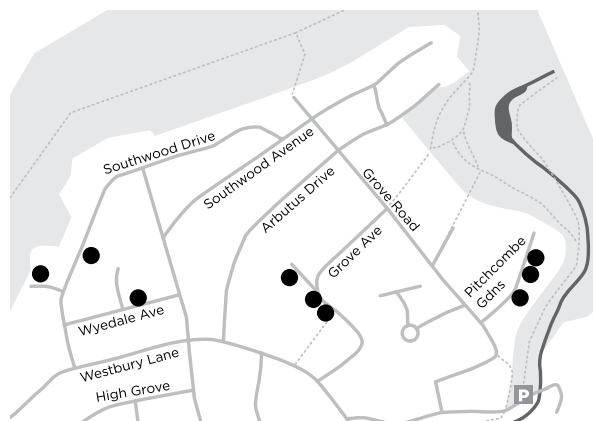 Southwood Drive
Southwood Avenue
Arbutus Drive
Grove Road
Grove Ave
Pitchcombe
Gdns
Wyedale Ave
Westbury Lane
High Grove
P